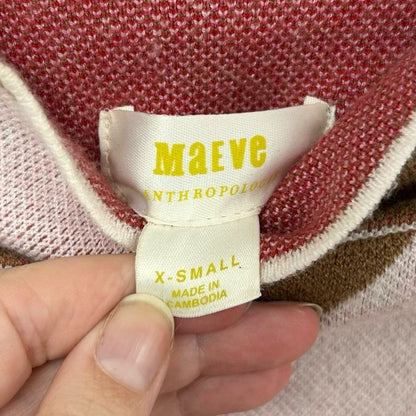 MaEVe
ANTHROPOLOGIE
X-SMALL
MADE IN
CAMBODIA